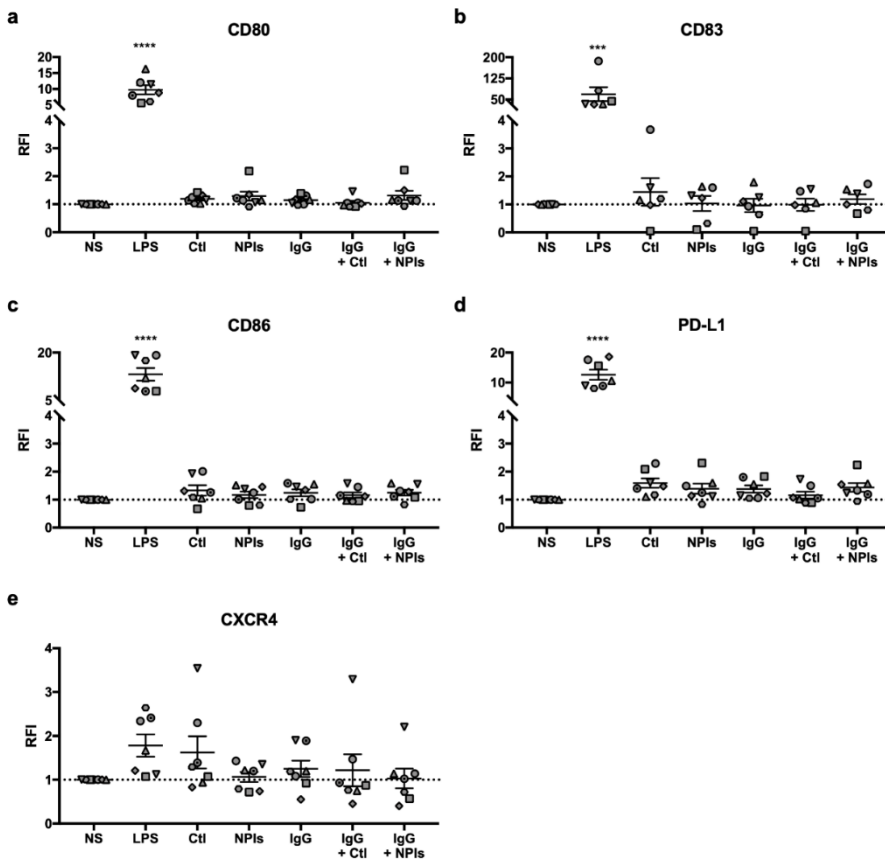 a
CD80
****
20
15
10
5
4
3
2
1
0
RFI
NS LPS Ctl NPIs IgG IgG + Ctl IgG + NPIs
b
CD83
***
200
125
50
4
3
2
1
0
RFI
NS LPS Ctl NPIs IgG IgG + Ctl IgG + NPIs
c
CD86
****
20
5
4
3
2
1
0
RFI
NS LPS Ctl NPIs IgG IgG + Ctl IgG + NPIs
d
PD-L1
****
20
10
4
3
2
1
0
RFI
NS LPS Ctl NPIs IgG IgG + Ctl IgG + NPIs
e
CXCR4
4
3
2
1
0
RFI
NS LPS Ctl NPIs IgG IgG + Ctl IgG + NPIs